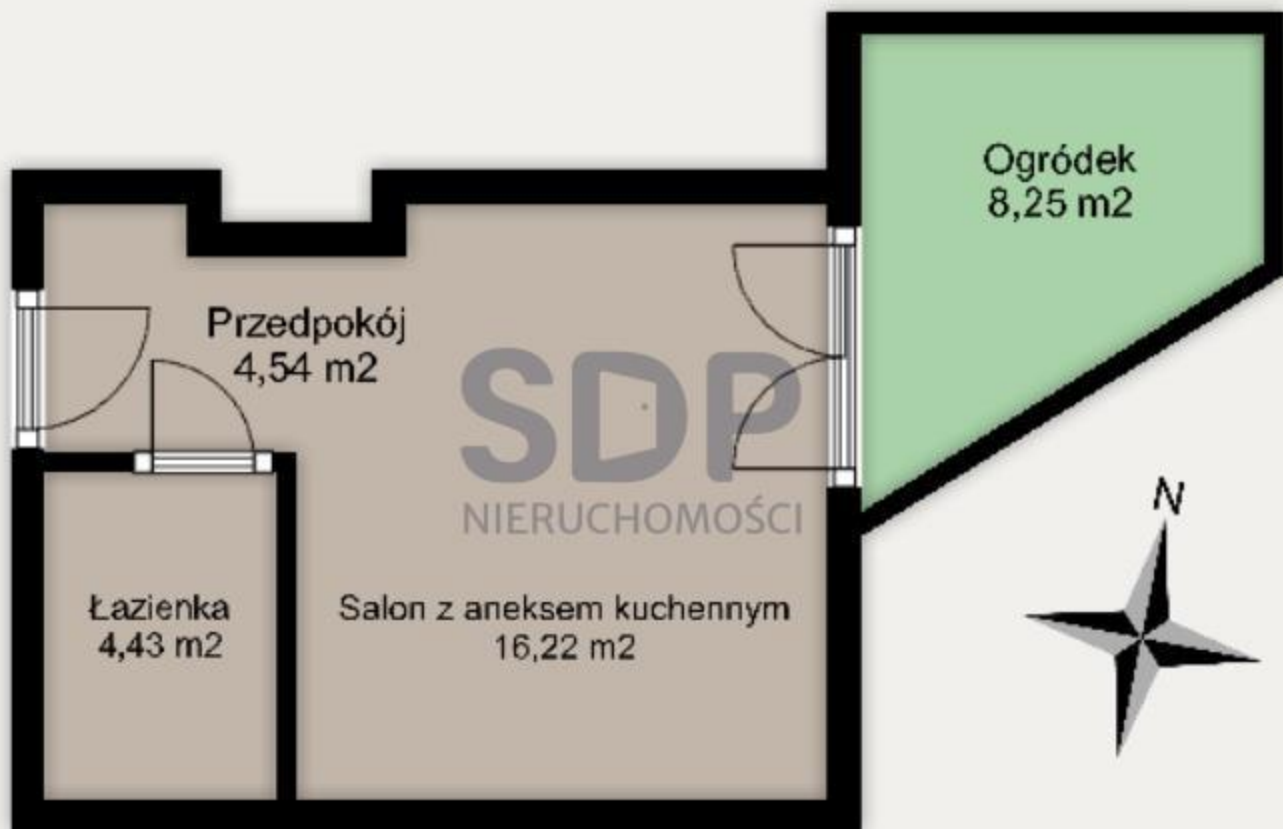 Ogródek
8,25 m2
Przedpokój
4,54 m2
SDP
NIERUCHOMOŚCI
N
Łazienka
4,43 m2
Salon z aneksem kuchennym
16,22 m2